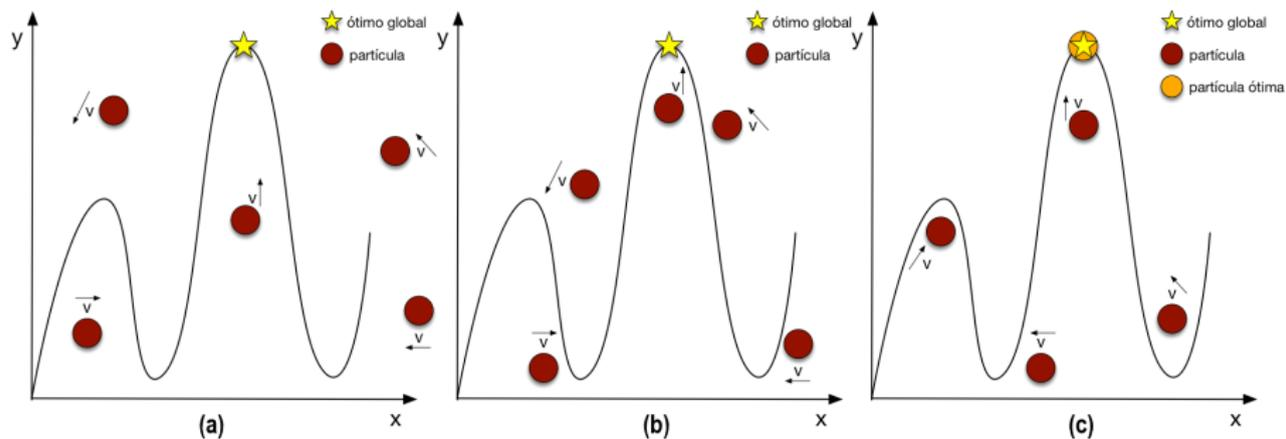 ótimo global
partícula
y
v
v
v
v
v
x
(a)
ótimo global
partícula
y
v
v
v
v
v
x
(b)
ótimo global
partícula
partícula ótima
y
v
v
v
v
x
(c)